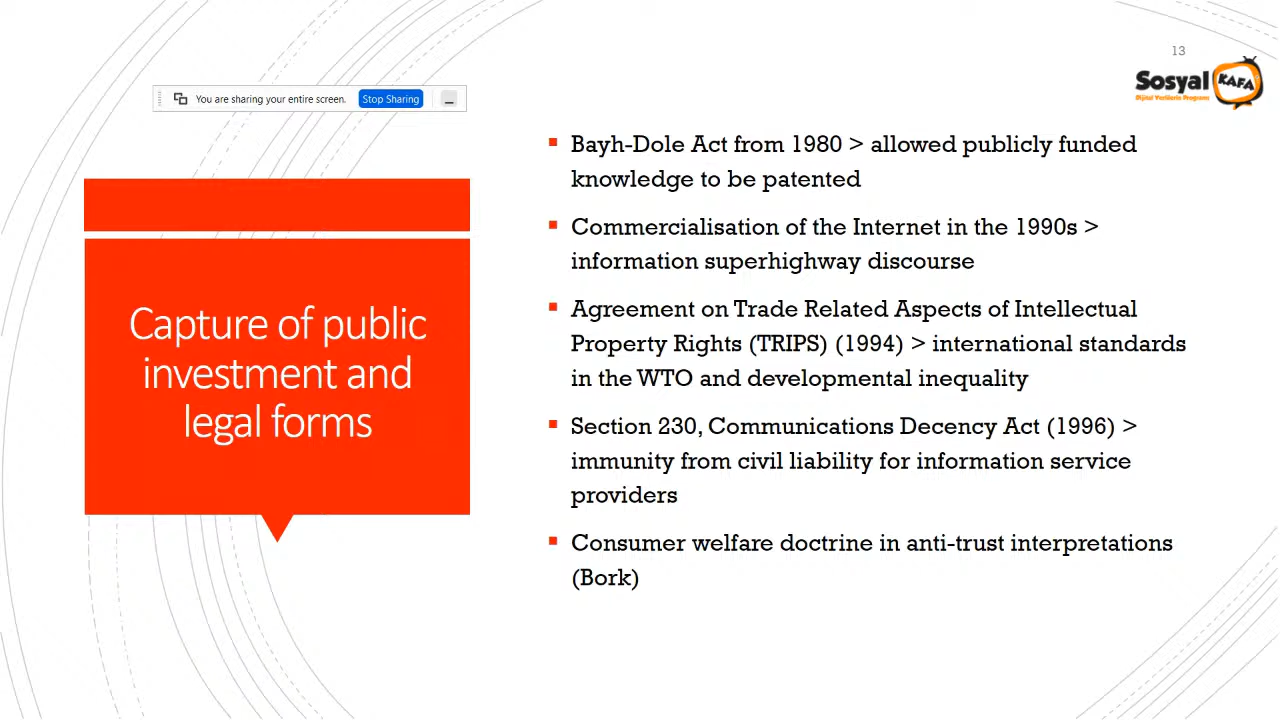 13
Sosyal KAFA
Dijital Varlılarla Programı
You are sharing your entire screen. Stop Sharing
Capture of public
investment and
legal forms
▪ Bayh-Dole Act from 1980 > allowed publicly funded
knowledge to be patented
▪ Commercialisation of the Internet in the 1990s >
information superhighway discourse
▪ Agreement on Trade Related Aspects of Intellectual
Property Rights (TRIPS) (1994) > international standards
in the WTO and developmental inequality
▪ Section 230, Communications Decency Act (1996) >
immunity from civil liability for information service
providers
▪ Consumer welfare doctrine in anti-trust interpretations
(Bork)